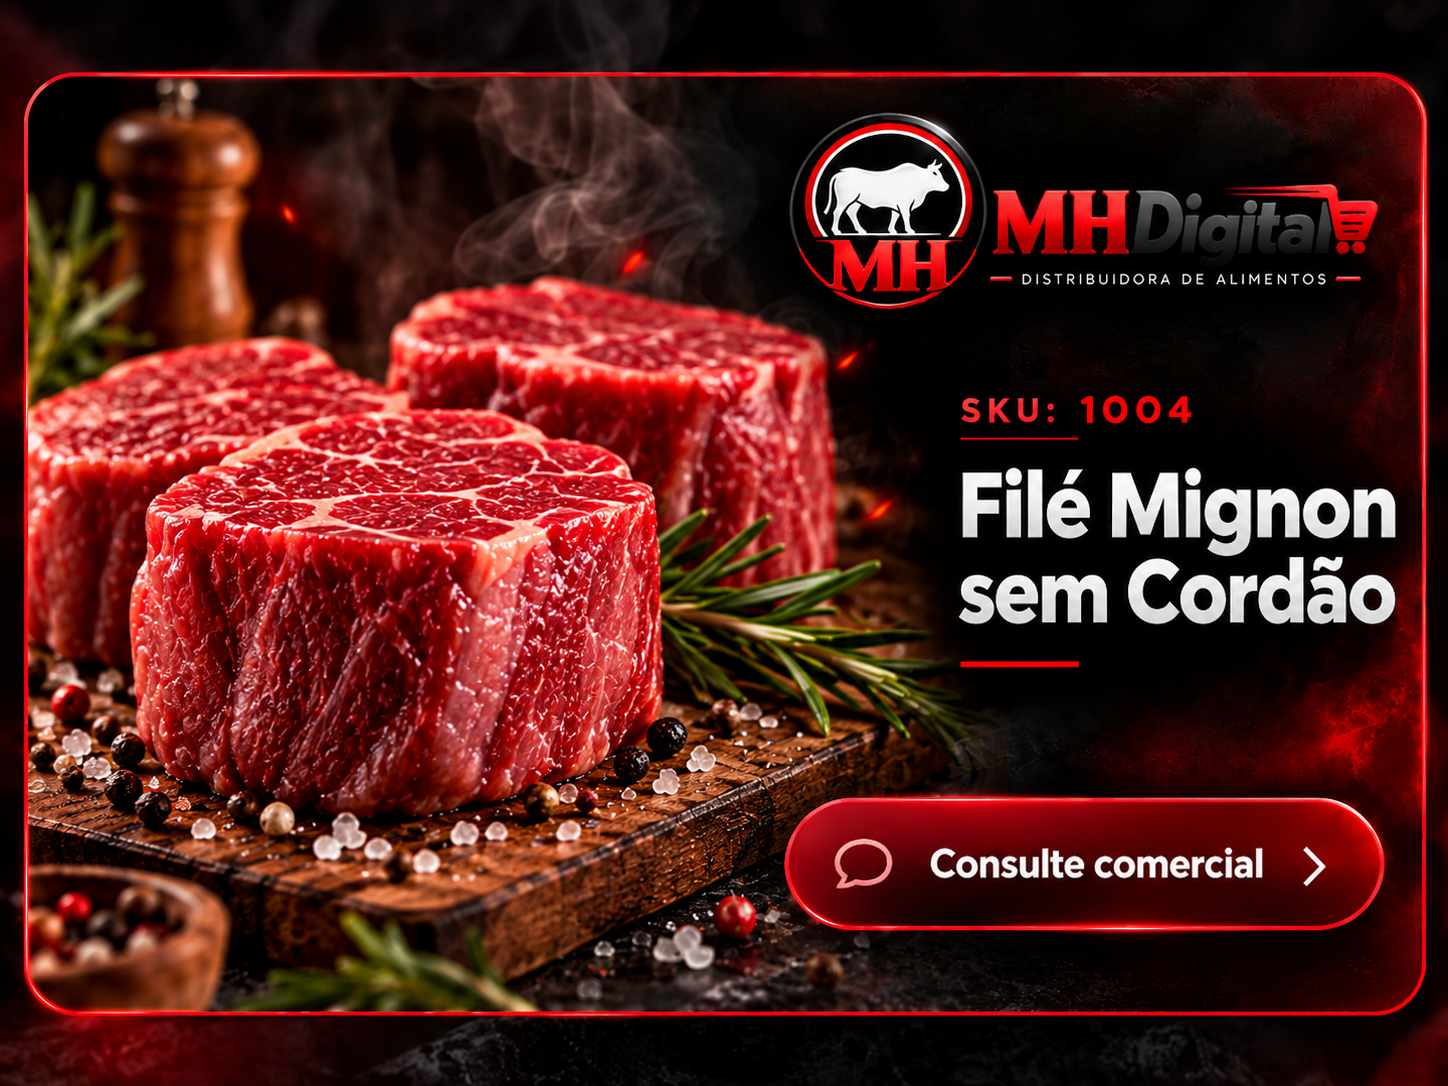 MH
MHDigital
DISTRIBUIDORA DE ALIMENTOS
SKU: 1004
Filé Mignon
sem Cordão
Consulte comercial